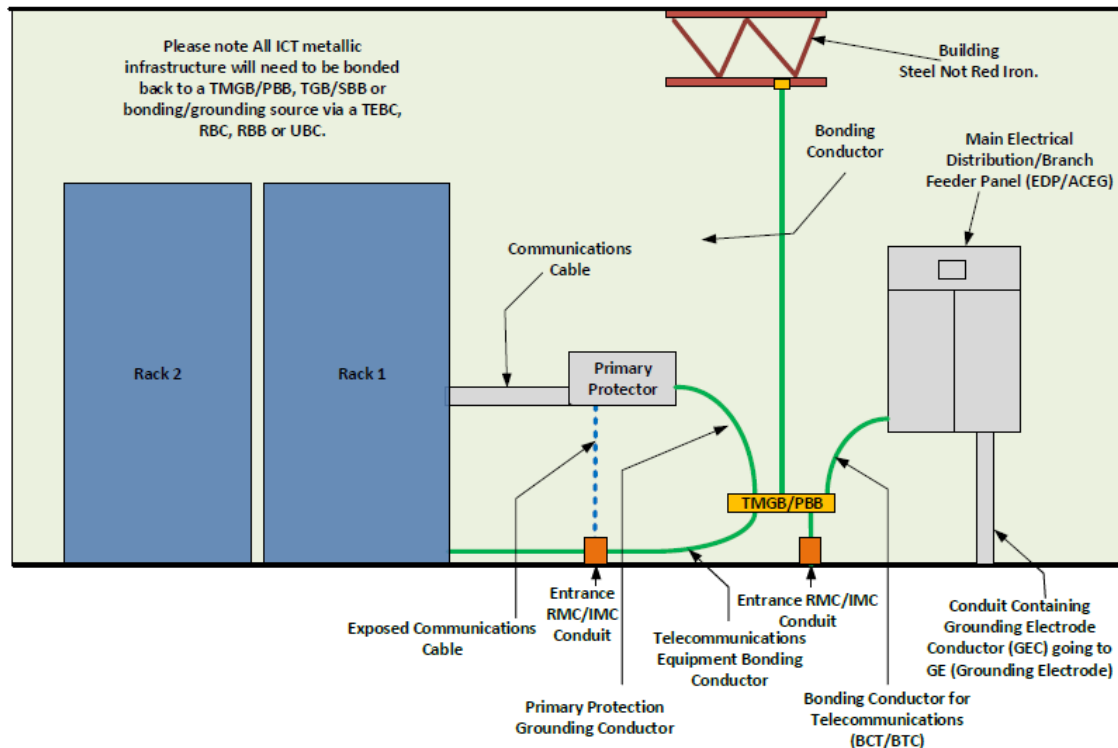 Please note All ICT metallic
infrastructure will need to be bonded
back to a TMGB/PBB, TGB/SBB or
bonding/grounding source via a TEBC,
RBC, RBB or UBC.
Building
Steel Not Red Iron.
Bonding
Conductor
Main Electrical
Distribution/Branch
Feeder Panel (EDP/ACEG)
Communications
Cable
Rack 2
Rack 1
Primary
Protector
TMGB/PBB
Entrance
RMC/IMC
Conduit
Entrance RMC/IMC
Conduit
Exposed Communications
Cable
Telecommunications
Equipment Bonding
Conductor
Conduit Containing
Grounding Electrode
Conductor (GEC) going to
GE (Grounding Electrode)
Primary Protection
Grounding Conductor
Bonding Conductor for
Telecommunications
(BCT/BTC)